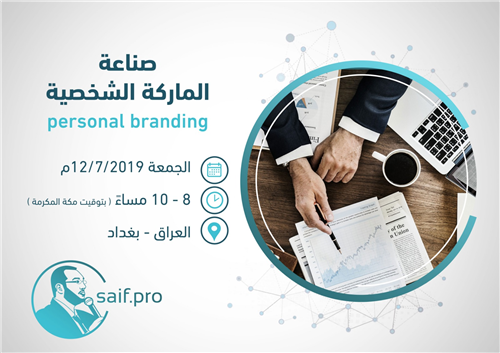 صناعة
الماركة الشخصية
personal branding
الجمعة 12/7/2019م
8 - 10 مساءً ( بتوقيت مكة المكرمة )
العراق - بغداد
saif.pro